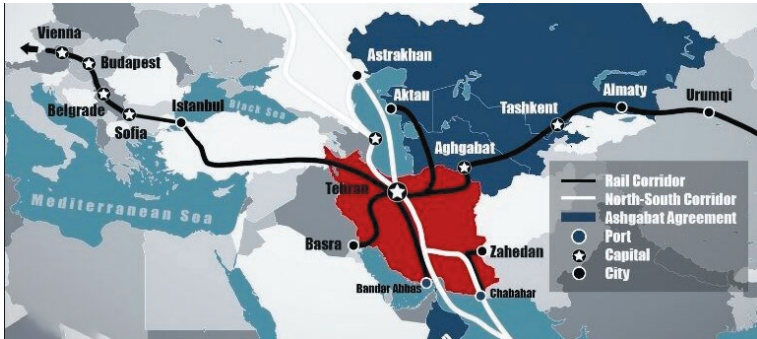 Vienna
Budapest
Belgrade
Sofia
Istanbul
Black Sea
Astrakhan
Aktau
Tashkent
Almaty
Urumqi
Aghgabat
Tehran
Mediterranean Sea
Basra
Zahedan
Bandar Abbas
Chabahar
Rail Corridor
North-South Corridor
Ashgabat Agreement
Port
Capital
City